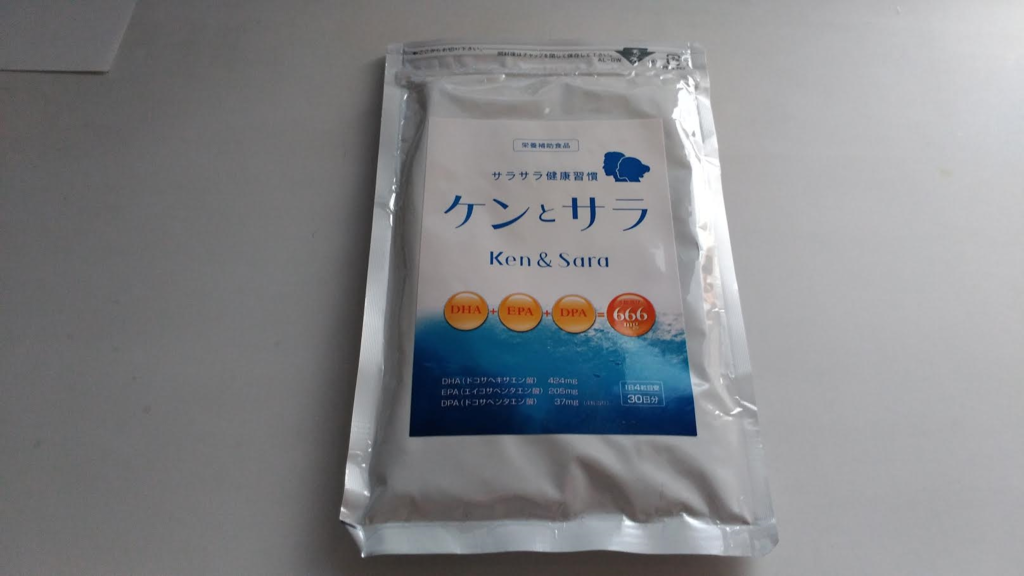 栄養補助食品
サラサラ健康習慣
ケンとサラ
Ken & Sara
DHA + EPA + DPA = 666 mg
DHA(ドコサヘキサエン酸) 424mg
EPA(エイコサペンタエン酸) 205mg
DPA(ドコサペンタエン酸) 37mg
1日4粒目安
30日分